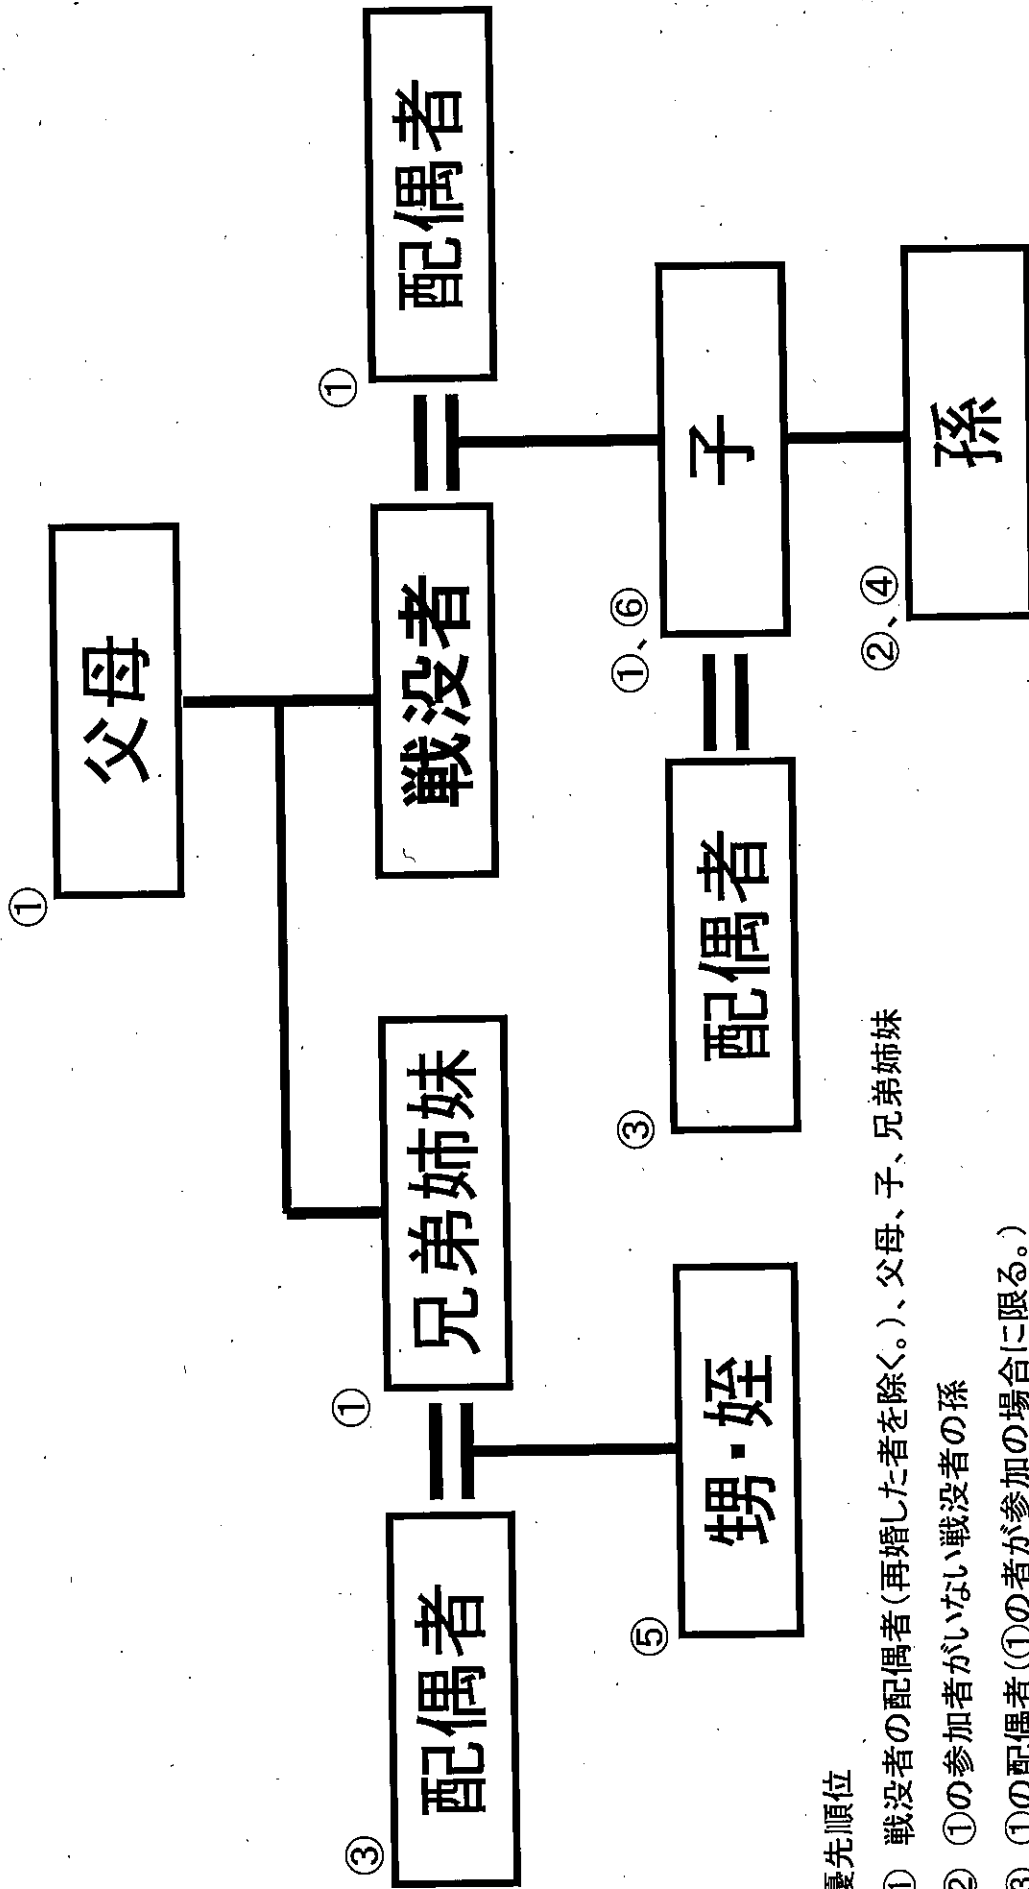 ①
父母
③
配偶者
①
兄弟姉妹
戦没者
①
配偶者
⑤
甥・姪
③
配偶者
①、⑥
子
②、④
孫
優先順位
① 戦没者の配偶者(再婚した者を除く。)、父母、子、兄弟姉妹
② ①の参加者がいない戦没者の孫
③ ①の配偶者(①の者が参加の場合に限る。)